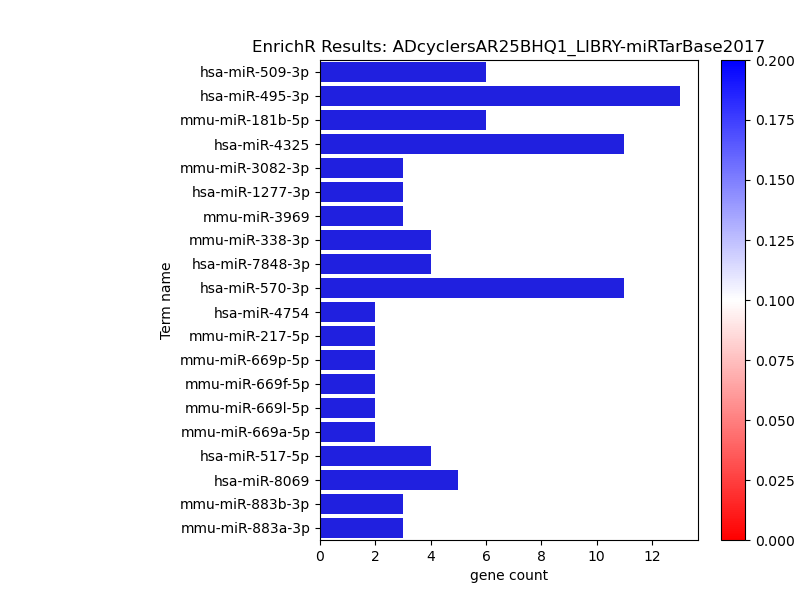 EnrichR Results: ADcyclersAR25BHQ1_LIBRY-miRTarBase2017
hsa-miR-509-3p
hsa-miR-495-3p
mmu-miR-181b-5p
hsa-miR-4325
mmu-miR-3082-3p
hsa-miR-1277-3p
mmu-miR-3969
mmu-miR-338-3p
hsa-miR-7848-3p
hsa-miR-570-3p
hsa-miR-4754
mmu-miR-217-5p
mmu-miR-669p-5p
mmu-miR-669f-5p
mmu-miR-669l-5p
mmu-miR-669a-5p
hsa-miR-517-5p
hsa-miR-8069
mmu-miR-883b-3p
mmu-miR-883a-3p
Term name
0 2 4 6 8 10 12
gene count
0.200
0.175
0.150
0.125
0.100
0.075
0.050
0.025
0.000